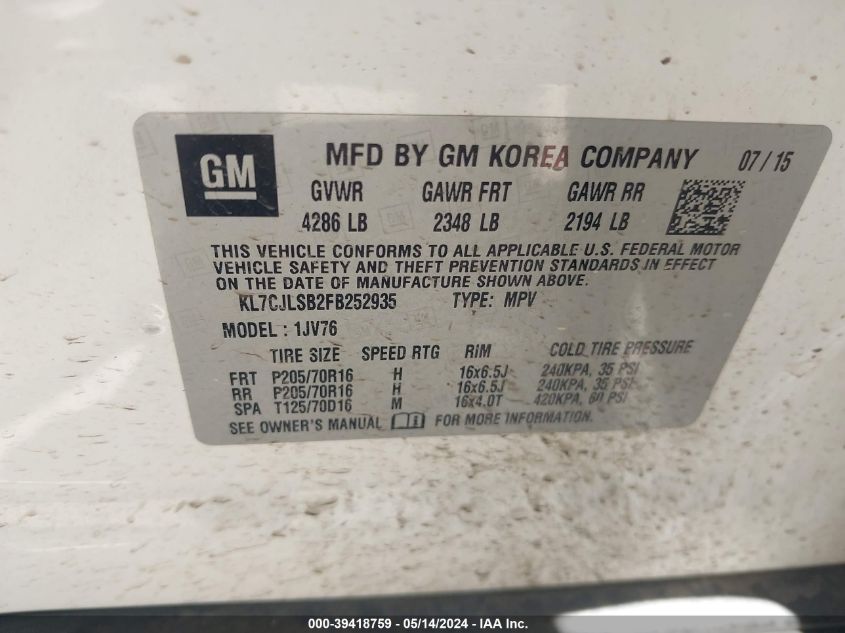 GM
MFD BY GM KOREA COMPANY 07/15
GVWR GAWR FRT GAWR RR
4286 LB 2348 LB 2194 LB
THIS VEHICLE CONFORMS TO ALL APPLICABLE U.S. FEDERAL MOTOR
VEHICLE SAFETY AND THEFT PREVENTION STANDARDS IN EFFECT
ON THE DATE OF MANUFACTURE SHOWN ABOVE.
KL7CJLSB2FB252935 TYPE: MPV
MODEL: 1JV76
TIRE SIZE SPEED RTG RIM COLD TIRE PRESSURE
FRT P205/70R16 H 16x6.5J 240KPA, 35 PSI
RR P205/70R16 H 16x6.5J 240KPA, 35 PSI
SPA T125/70D16 M 16x4.0T 420KPA, 60 PSI
SEE OWNER'S MANUAL FOR MORE INFORMATION.
000-39418759 - 05/14/2024 - IAA Inc.